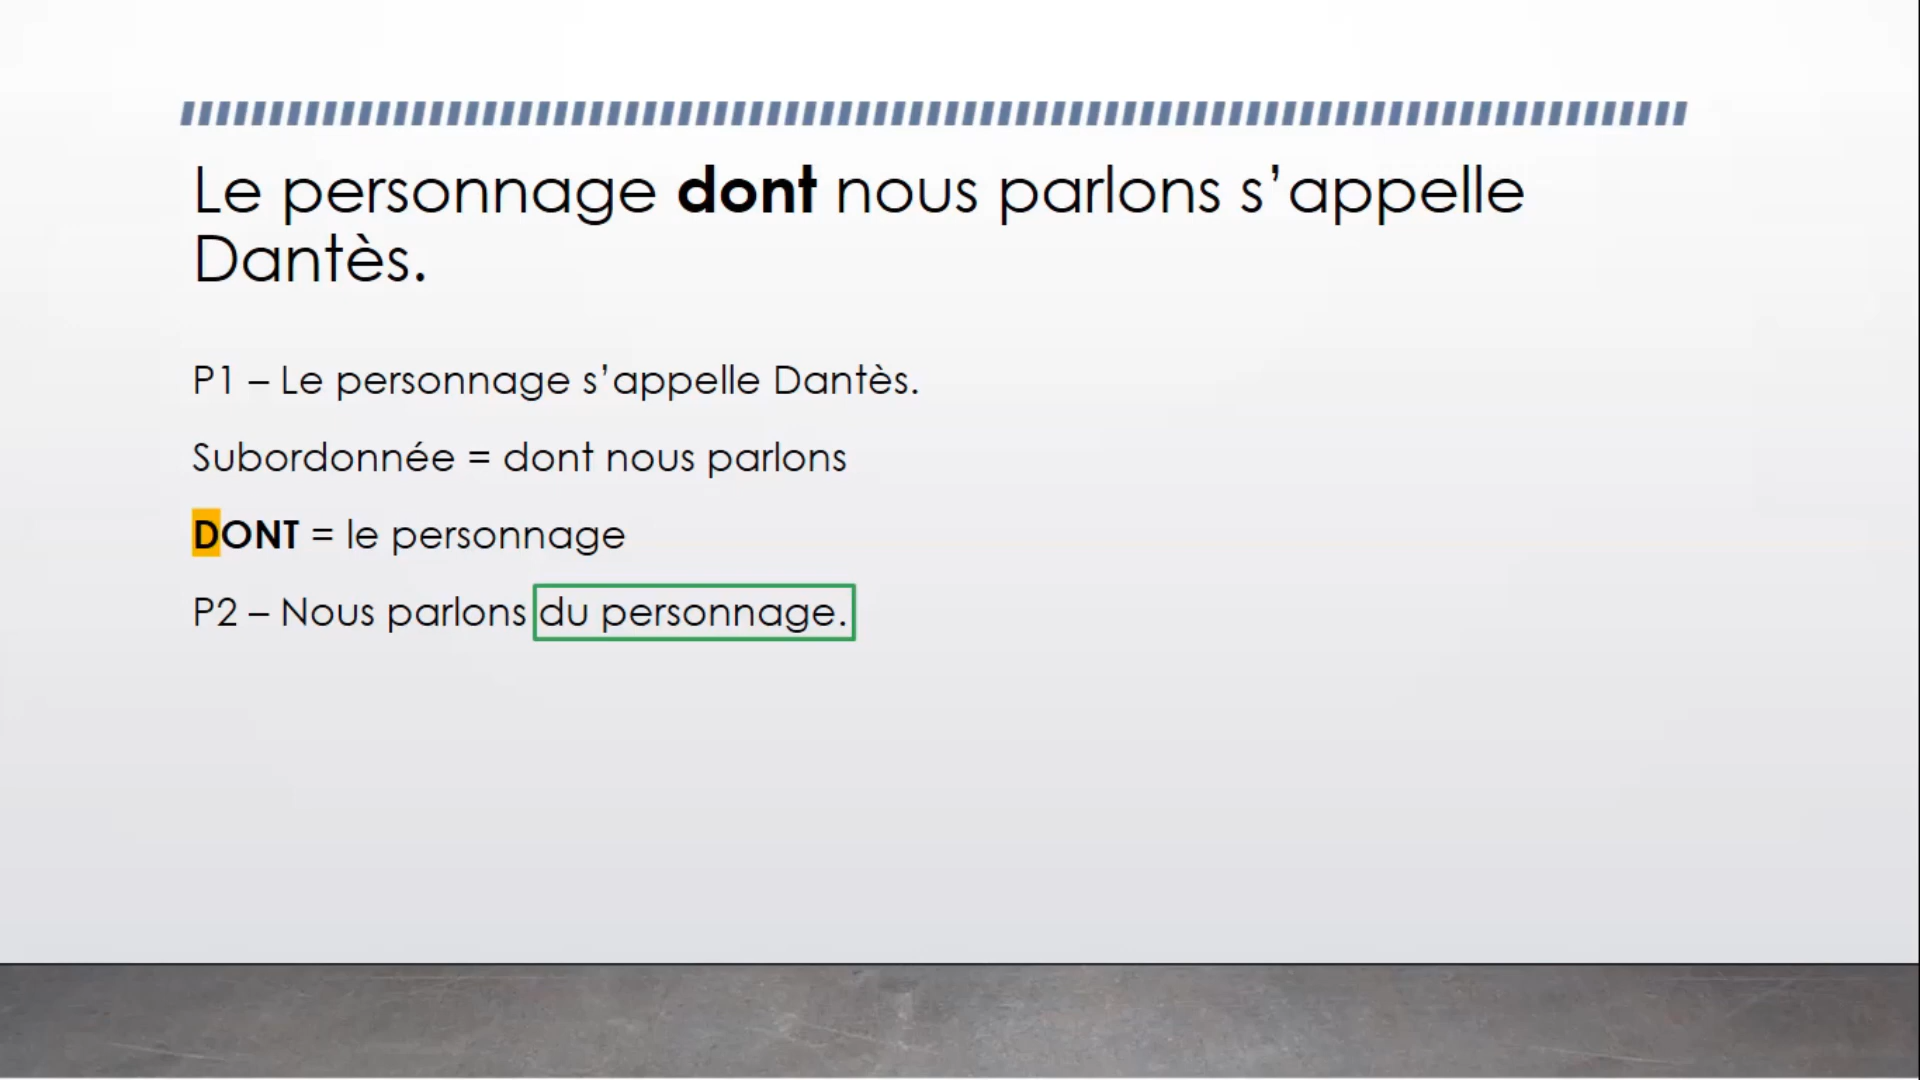 Le personnage dont nous parlons s’appelle
Dantès.
P1 – Le personnage s’appelle Dantès.
Subordonnée = dont nous parlons
DONT = le personnage
P2 – Nous parlons du personnage.